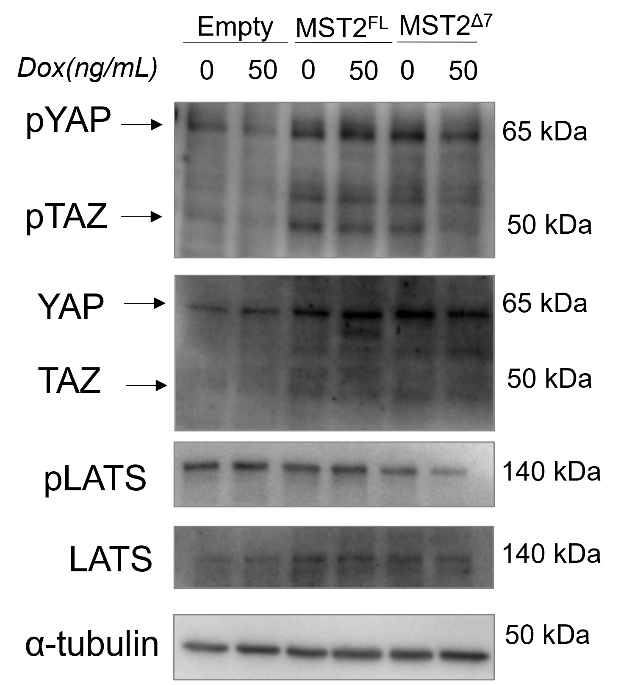 Empty MST2FL MST2Δ7
Dox(ng/mL) 0 50 0 50 0 50
pYAP 65 kDa
pTAZ 50 kDa
YAP 65 kDa
TAZ 50 kDa
pLATS 140 kDa
LATS 140 kDa
α-tubulin 50 kDa